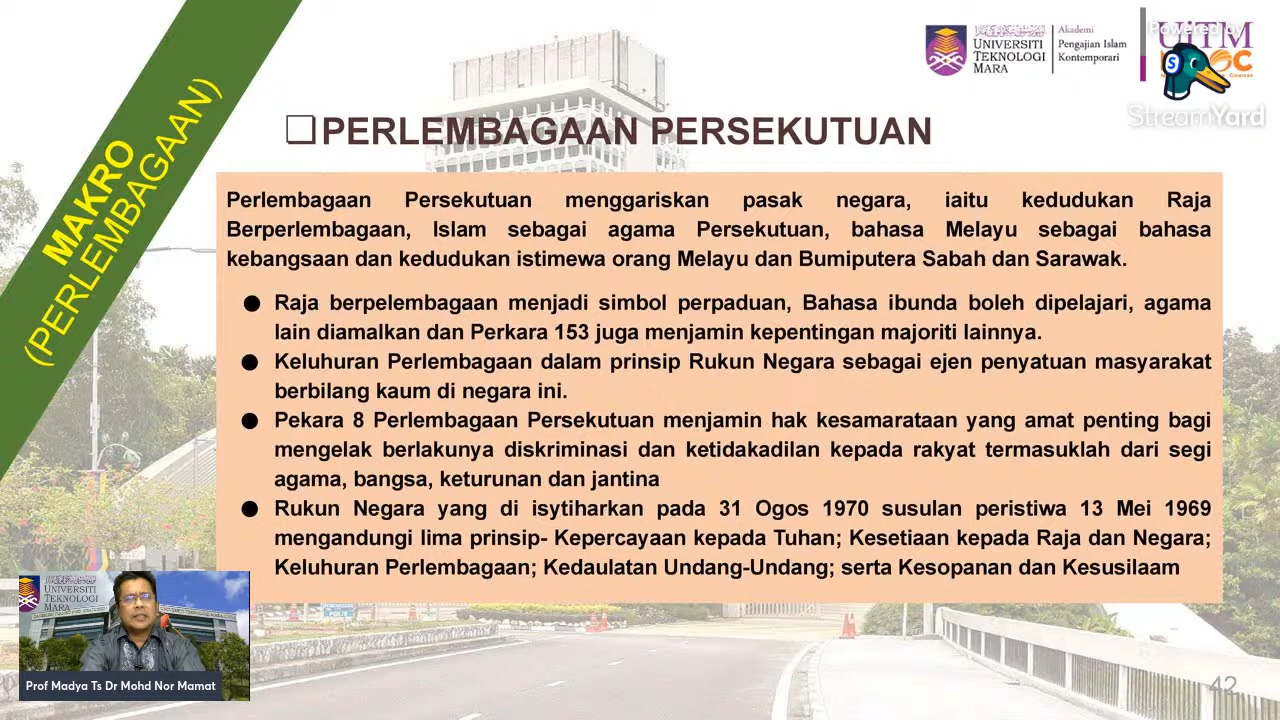 UNIVERSITI
TEKNOLOGI
MARA
Akademi
Pengajian Islam
Kontemporari
UiTM
Powered by
StreamYard
MAKRO
(PERLEMBAGAAN)
❑PERLEMBAGAAN PERSEKUTUAN
Perlembagaan Persekutuan menggariskan pasak negara, iaitu kedudukan Raja
Berperlembagaan, Islam sebagai agama Persekutuan, bahasa Melayu sebagai bahasa
kebangsaan dan kedudukan istimewa orang Melayu dan Bumiputera Sabah dan Sarawak.
● Raja berpelembagaan menjadi simbol perpaduan, Bahasa ibunda boleh dipelajari, agama
lain diamalkan dan Perkara 153 juga menjamin kepentingan majoriti lainnya.
● Keluhuran Perlembagaan dalam prinsip Rukun Negara sebagai ejen penyatuan masyarakat
berbilang kaum di negara ini.
● Pekara 8 Perlembagaan Persekutuan menjamin hak kesamarataan yang amat penting bagi
mengelak berlakunya diskriminasi dan ketidakadilan kepada rakyat termasuklah dari segi
agama, bangsa, keturunan dan jantina
● Rukun Negara yang di isytiharkan pada 31 Ogos 1970 susulan peristiwa 13 Mei 1969
mengandungi lima prinsip- Kepercayaan kepada Tuhan; Kesetiaan kepada Raja dan Negara;
Keluhuran Perlembagaan; Kedaulatan Undang-Undang; serta Kesopanan dan Kesusilaam
POLIS
UNIVERSITI
TEKNOLOGI
MARA
Prof Madya Ts Dr Mohd Nor Mamat
42